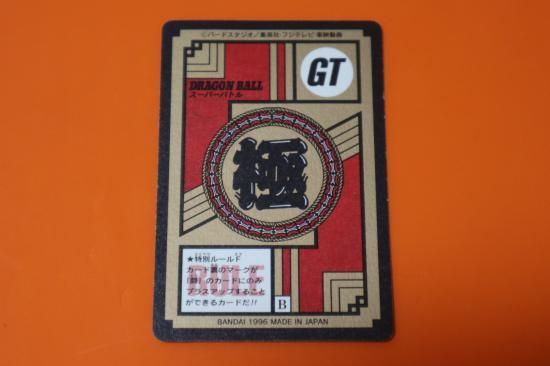 ©バードスタジオ/集英社・フジテレビ・東映動画
GT
DRAGON BALL
スーパーバトル
極
★特別ルールド
カード裏のマークが
「闘」のカードにのみ
プラスアップすること
ができるカードだ!!
B
BANDAI 1996 MADE IN JAPAN